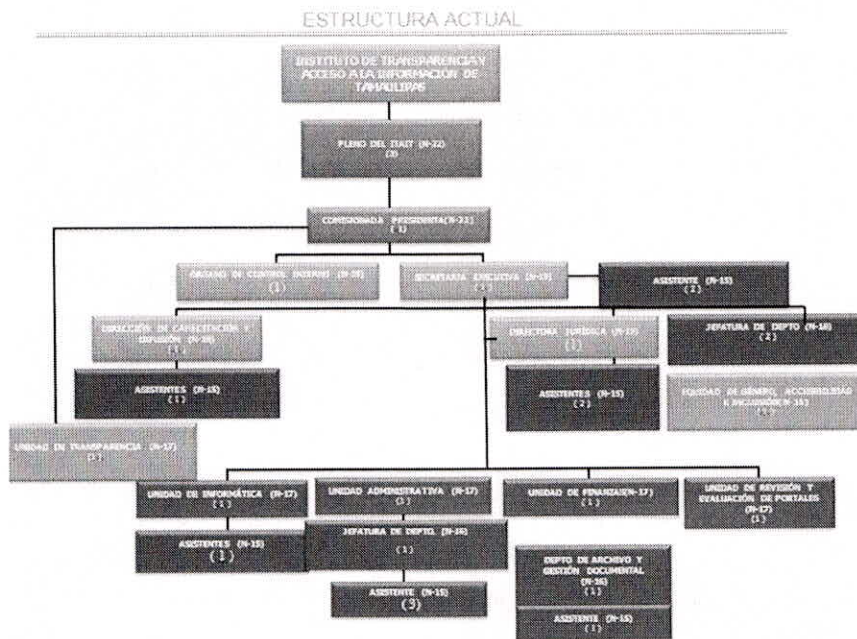 ESTRUCTURA ACTUAL
INSTITUTO DE TRANSPARENCIA Y
ACCESO A LA INFORMACIÓN DE
TAMAULIPAS
PLENO DEL ITAIT (N-22)
(3)
COMISIONADA PRESIDENTA(N-22)
(1)
ÓRGANO DE CONTROL INTERNO
(1)
SECRETARIA EJECUTIVA (N-19)
(1)
ASISTENTE (N-15)
(2)
DIRECCIÓN DE CAPACITACIÓN Y
DIFUSIÓN
(1)
DIRECTORA JURÍDICA
(1)
JEFATURA DE DEPTO (N-16)
(2)
ASISTENTES (N-15)
(1)
ASISTENTES (N-15)
(2)
EQUIDAD DE GÉNERO, ACCESIBILIDAD
E INCLUSIÓN(N-16)
UNIDAD DE TRANSPARENCIA (N-17)
UNIDAD DE INFORMÁTICA (N-17)
(1)
UNIDAD ADMINISTRATIVA (N-17)
(1)
UNIDAD DE FINANZAS(N-17)
(1)
UNIDAD DE REVISIÓN Y
EVALUACIÓN DE PORTALES
(N-17)
(1)
ASISTENTES (N-15)
(1)
JEFATURA DE DEPTO. (N-16)
(1)
ASISTENTE (N-15)
(3)
DEPTO DE ARCHIVO Y
GESTIÓN DOCUMENTAL
(N-16)
(1)
ASISTENTE (N-15)
(1)